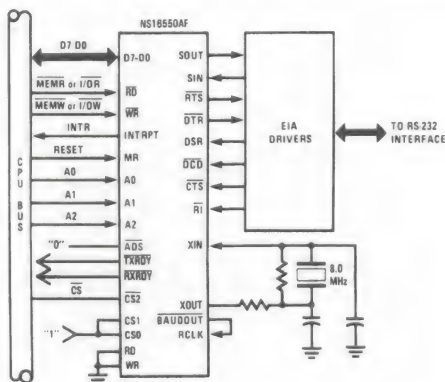 NS16550AF
D7-D0
D7-D0
SOUT
SIN
MEMR or I/OR
RD
RTS
MEMW or I/OW
WR
DTR
EIA
DRIVERS
TO RS-232
INTERFACE
INTR
INTRPT
DSR
RESET
MR
DCD
CPU BUS
A0
A0
CTS
A1
A1
RI
A2
A2
"0"
ADS
XIN
TXRDY
RXRDY
8.0
MHz
CS
CS2
XOUT
CS1
BAUDOUT
"1"
CS0
RCLK
RD
WR